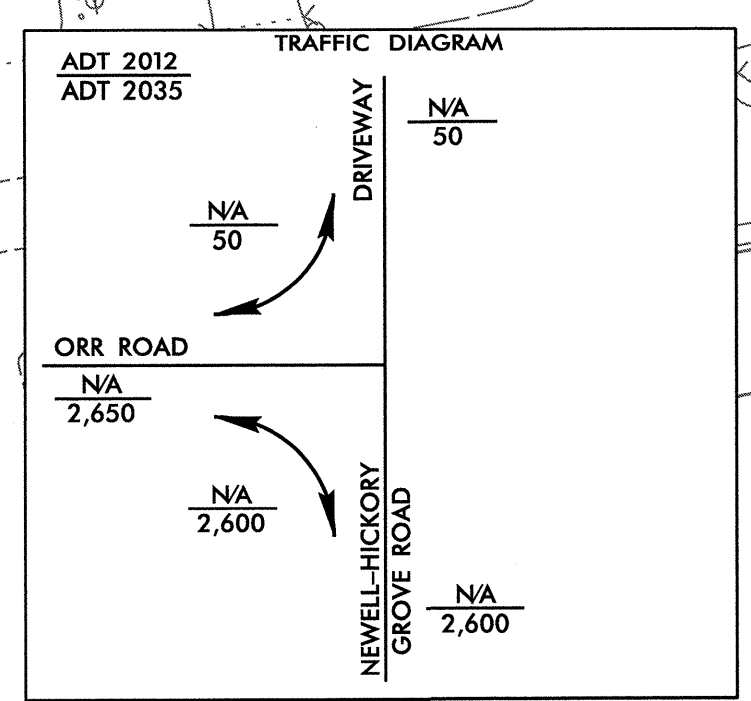 TRAFFIC DIAGRAM
ADT 2012
ADT 2035
DRIVEWAY
N/A
50
N/A
50
ORR ROAD
N/A
2,650
N/A
2,600
NEWELL-HICKORY
GROVE ROAD
N/A
2,600